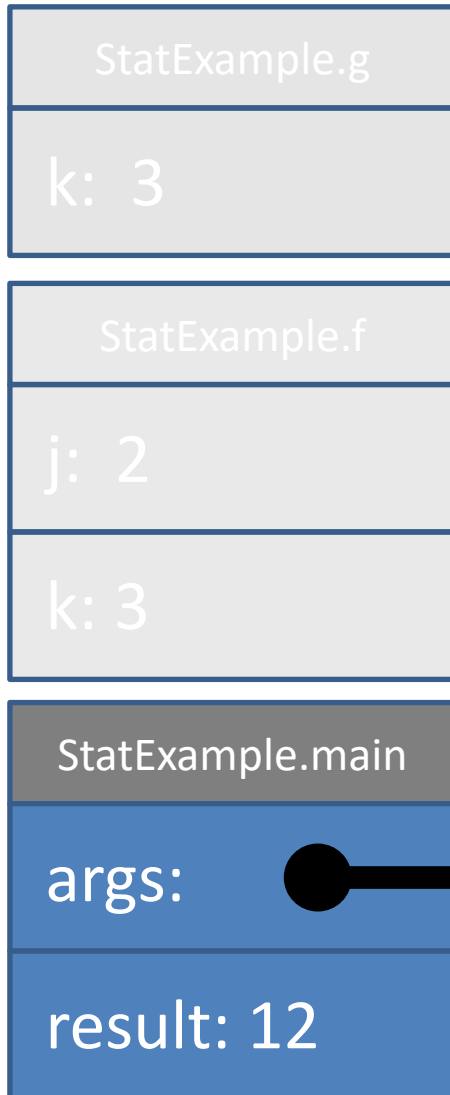 StatExample.g
k: 3
StatExample.f
j: 2
k: 3
StatExample.main
args:
result: 12